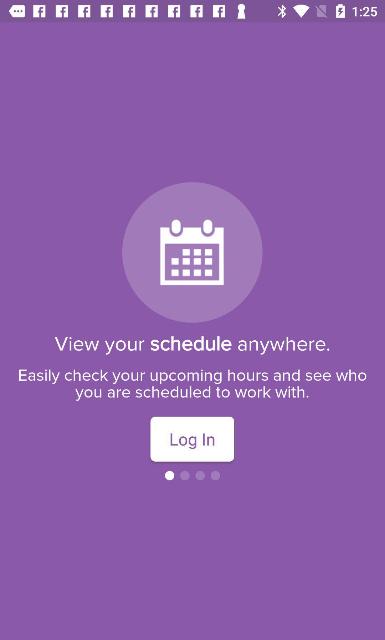 1:25
View your schedule anywhere.
Easily check your upcoming hours and see who
you are scheduled to work with.
Log In